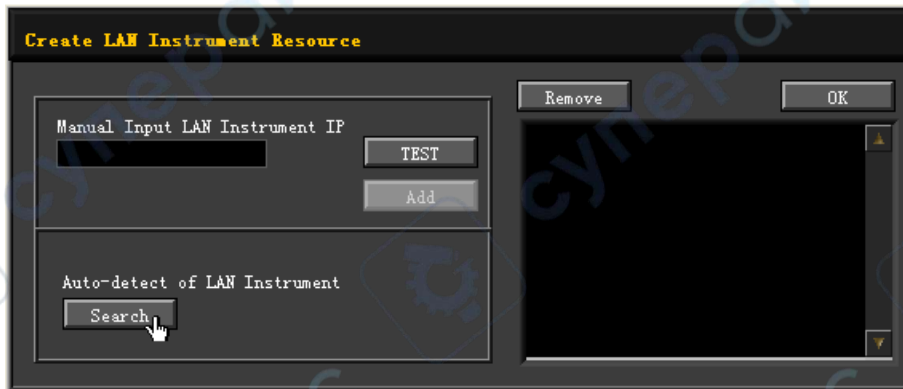 Create LAN Instrument Resource
Remove
OK
Manual Input LAN Instrument IP
TEST
Add
Auto-detect of LAN Instrument
Search